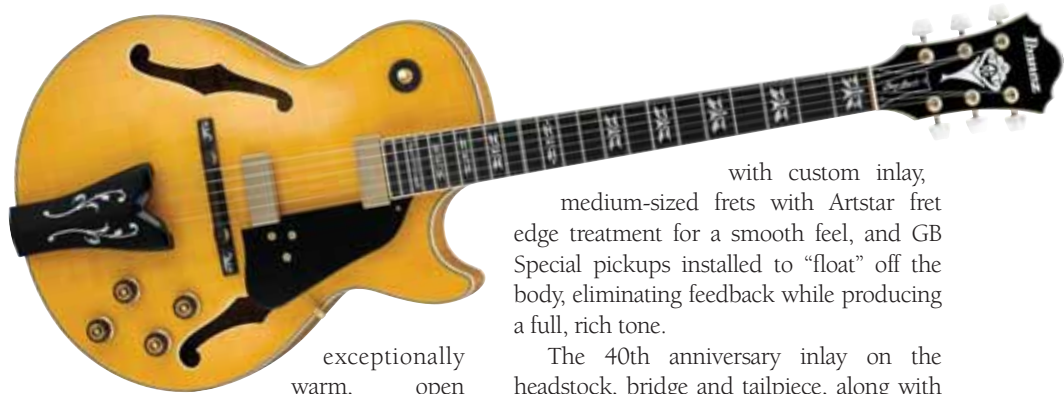 Ibanez
exceptionally
warm, open
with custom inlay,
medium-sized frets with Artstar fret
edge treatment for a smooth feel, and GB
Special pickups installed to “float” off the
body, eliminating feedback while producing
a full, rich tone.
The 40th anniversary inlay on the
headstock, bridge and tailpiece, along with